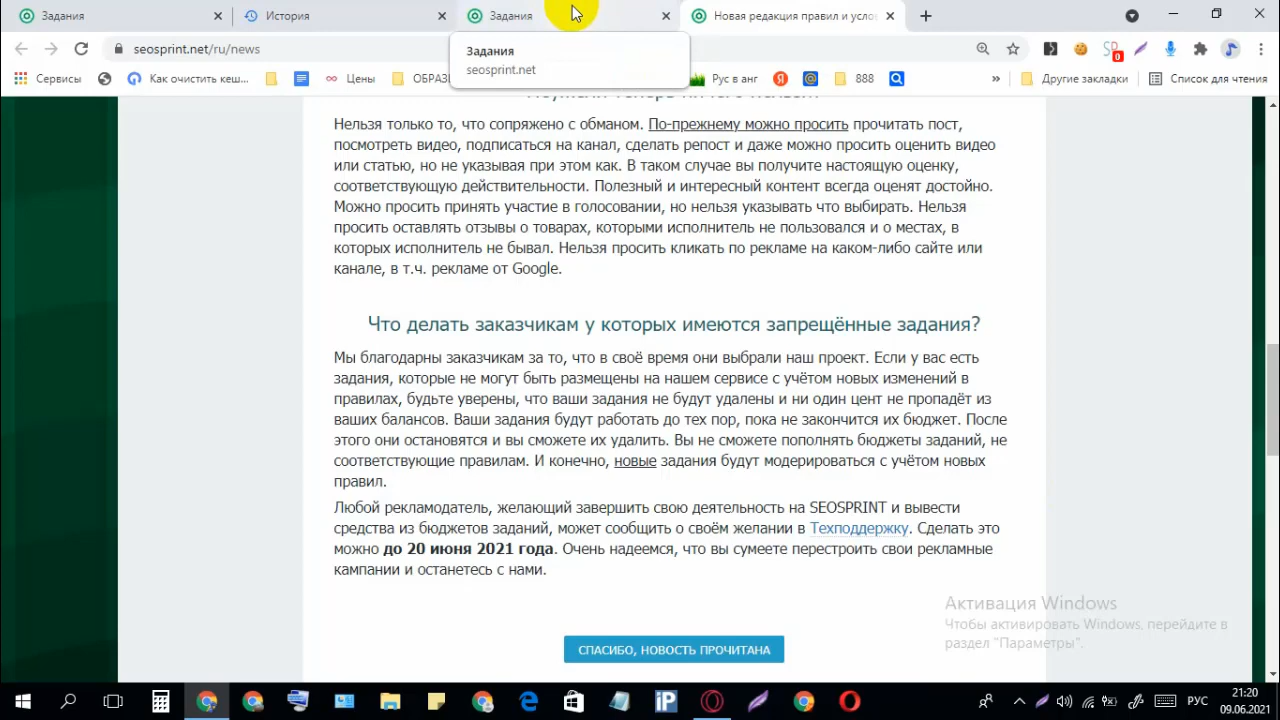 Задания
История
Задания
Новая редакция правил и усло
seosprint.net/ru/news
Задания
seosprint.net
0
Сервисы
Как очистить кеш...
Цены
ОБРАЗ
Рус в анг
888
»
Другие закладки
Список для чтения
Нельзя только то, что сопряжено с обманом. По-прежнему можно просить прочитать пост,
посмотреть видео, подписаться на канал, сделать репост и даже можно просить оценить видео
или статью, но не указывая при этом как. В таком случае вы получите настоящую оценку,
соответствующую действительности. Полезный и интересный контент всегда оценят достойно.
Можно просить принять участие в голосовании, но нельзя указывать что выбирать. Нельзя
просить оставлять отзывы о товарах, которыми исполнитель не пользовался и о местах, в
которых исполнитель не бывал. Нельзя просить кликать по рекламе на каком-либо сайте или
канале, в т.ч. рекламе от Google.
Что делать заказчикам у которых имеются запрещённые задания?
Мы благодарны заказчикам за то, что в своё время они выбрали наш проект. Если у вас есть
задания, которые не могут быть размещены на нашем сервисе с учётом новых изменений в
правилах, будьте уверены, что ваши задания не будут удалены и ни один цент не пропадёт из
ваших балансов. Ваши задания будут работать до тех пор, пока не закончится их бюджет. После
этого они остановятся и вы сможете их удалить. Вы не сможете пополнять бюджеты заданий, не
соответствующие правилам. И конечно, новые задания будут модерироваться с учётом новых
правил.
Любой рекламодатель, желающий завершить свою деятельность на SEOSPRINT и вывести
средства из бюджетов заданий, может сообщить о своём желании в Техподдержку. Сделать это
можно до 20 июня 2021 года. Очень надеемся, что вы сумеете перестроить свои рекламные
кампании и останетесь с нами.
СПАСИБО, НОВОСТЬ ПРОЧИТАНА
Активация Windows
Чтобы активировать Windows, перейдите в
раздел "Параметры".
РУС
21:20
09.06.2021